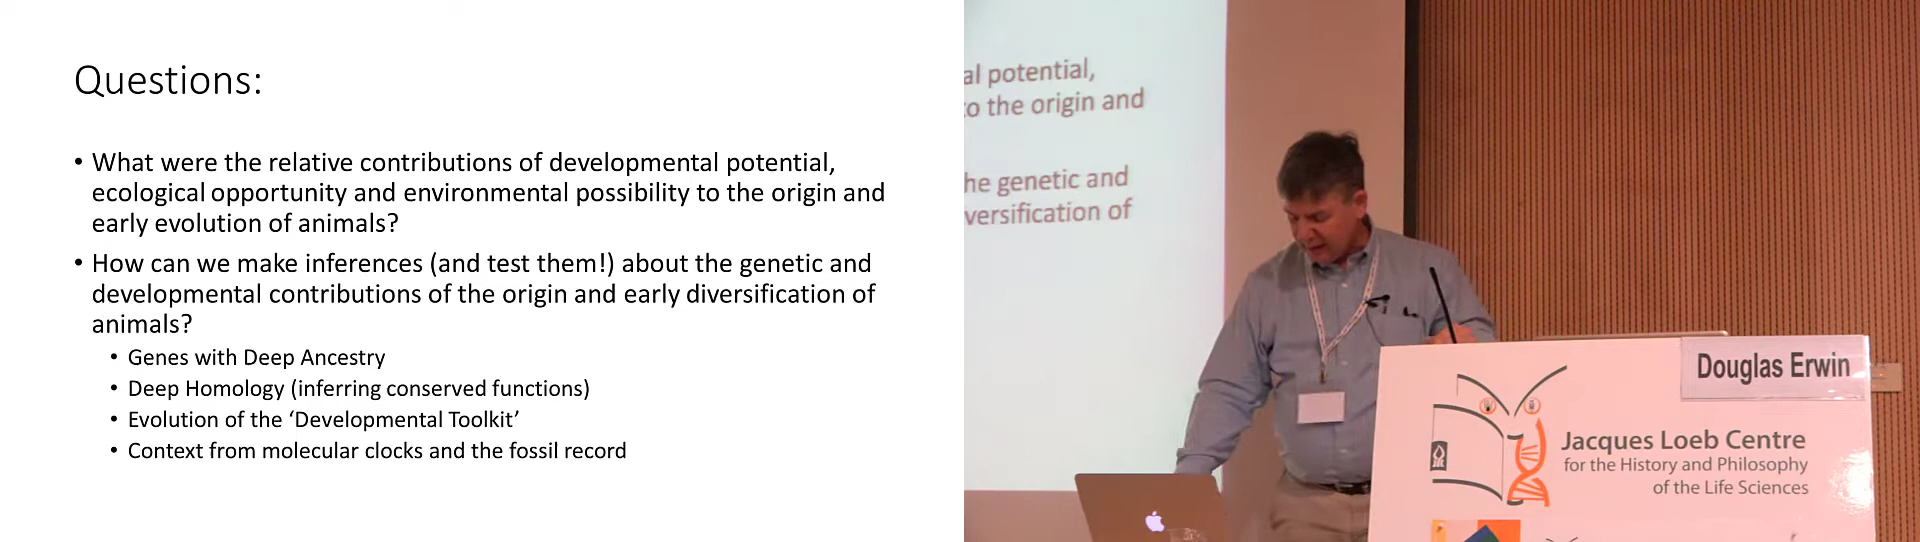 Questions:
• What were the relative contributions of developmental potential,
ecological opportunity and environmental possibility to the origin and
early evolution of animals?
• How can we make inferences (and test them!) about the genetic and
developmental contributions of the origin and early diversification of
animals?
• Genes with Deep Ancestry
• Deep Homology (inferring conserved functions)
• Evolution of the ‘Developmental Toolkit’
• Context from molecular clocks and the fossil record
al potential,
to the origin and
he genetic and
versification of
Douglas Erwin
Jacques Loeb Centre
for the History and Philosophy
of the Life Sciences